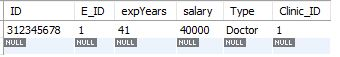 ID E_ID expYears salary Type Clinic_ID
312345678 1 41 40000 Doctor 1
NULL NULL NULL NULL NULL NULL